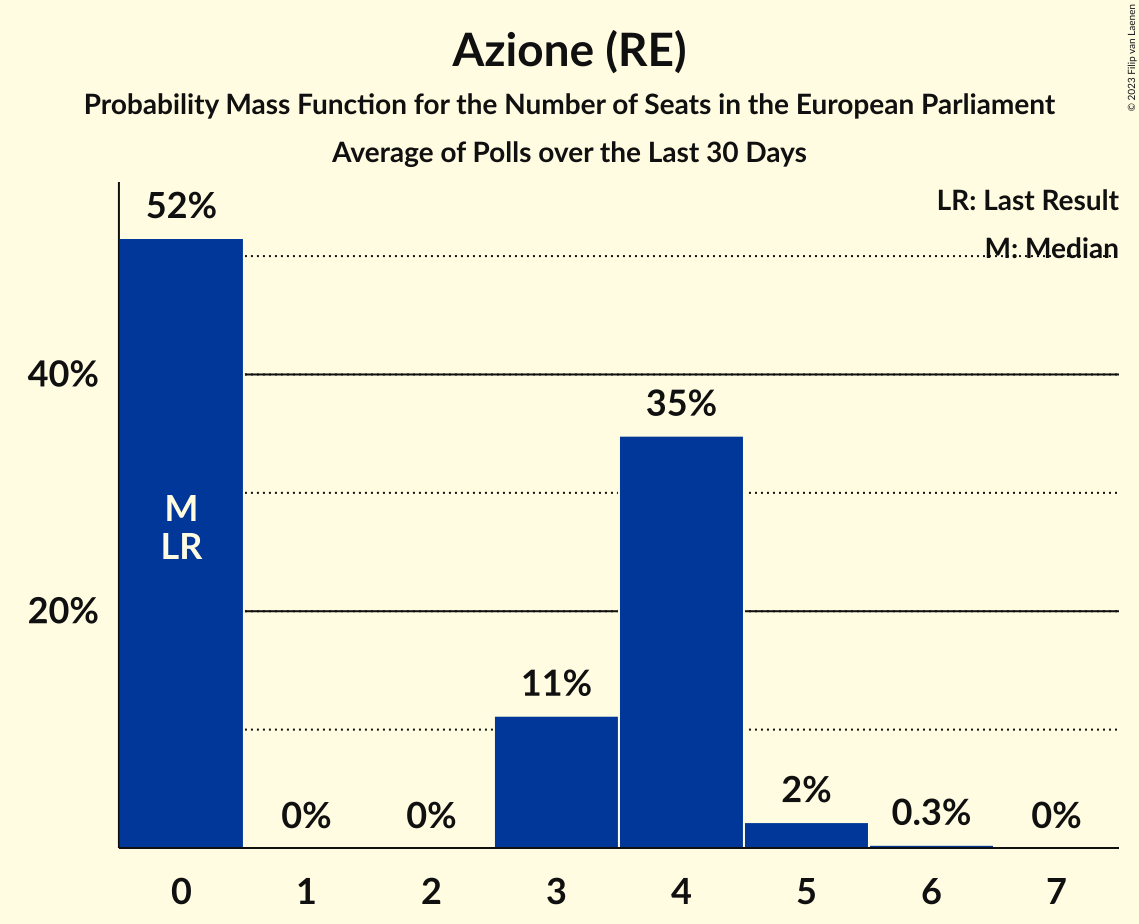 Azione (RE)
Probability Mass Function for the Number of Seats in the European Parliament
Average of Polls over the Last 30 Days
© 2023 Filip van Laenen
LR: Last Result
M: Median
52%
40%
35%
M
LR
20%
11%
0%
0%
2%
0.3%
0%
0
1
2
3
4
5
6
7